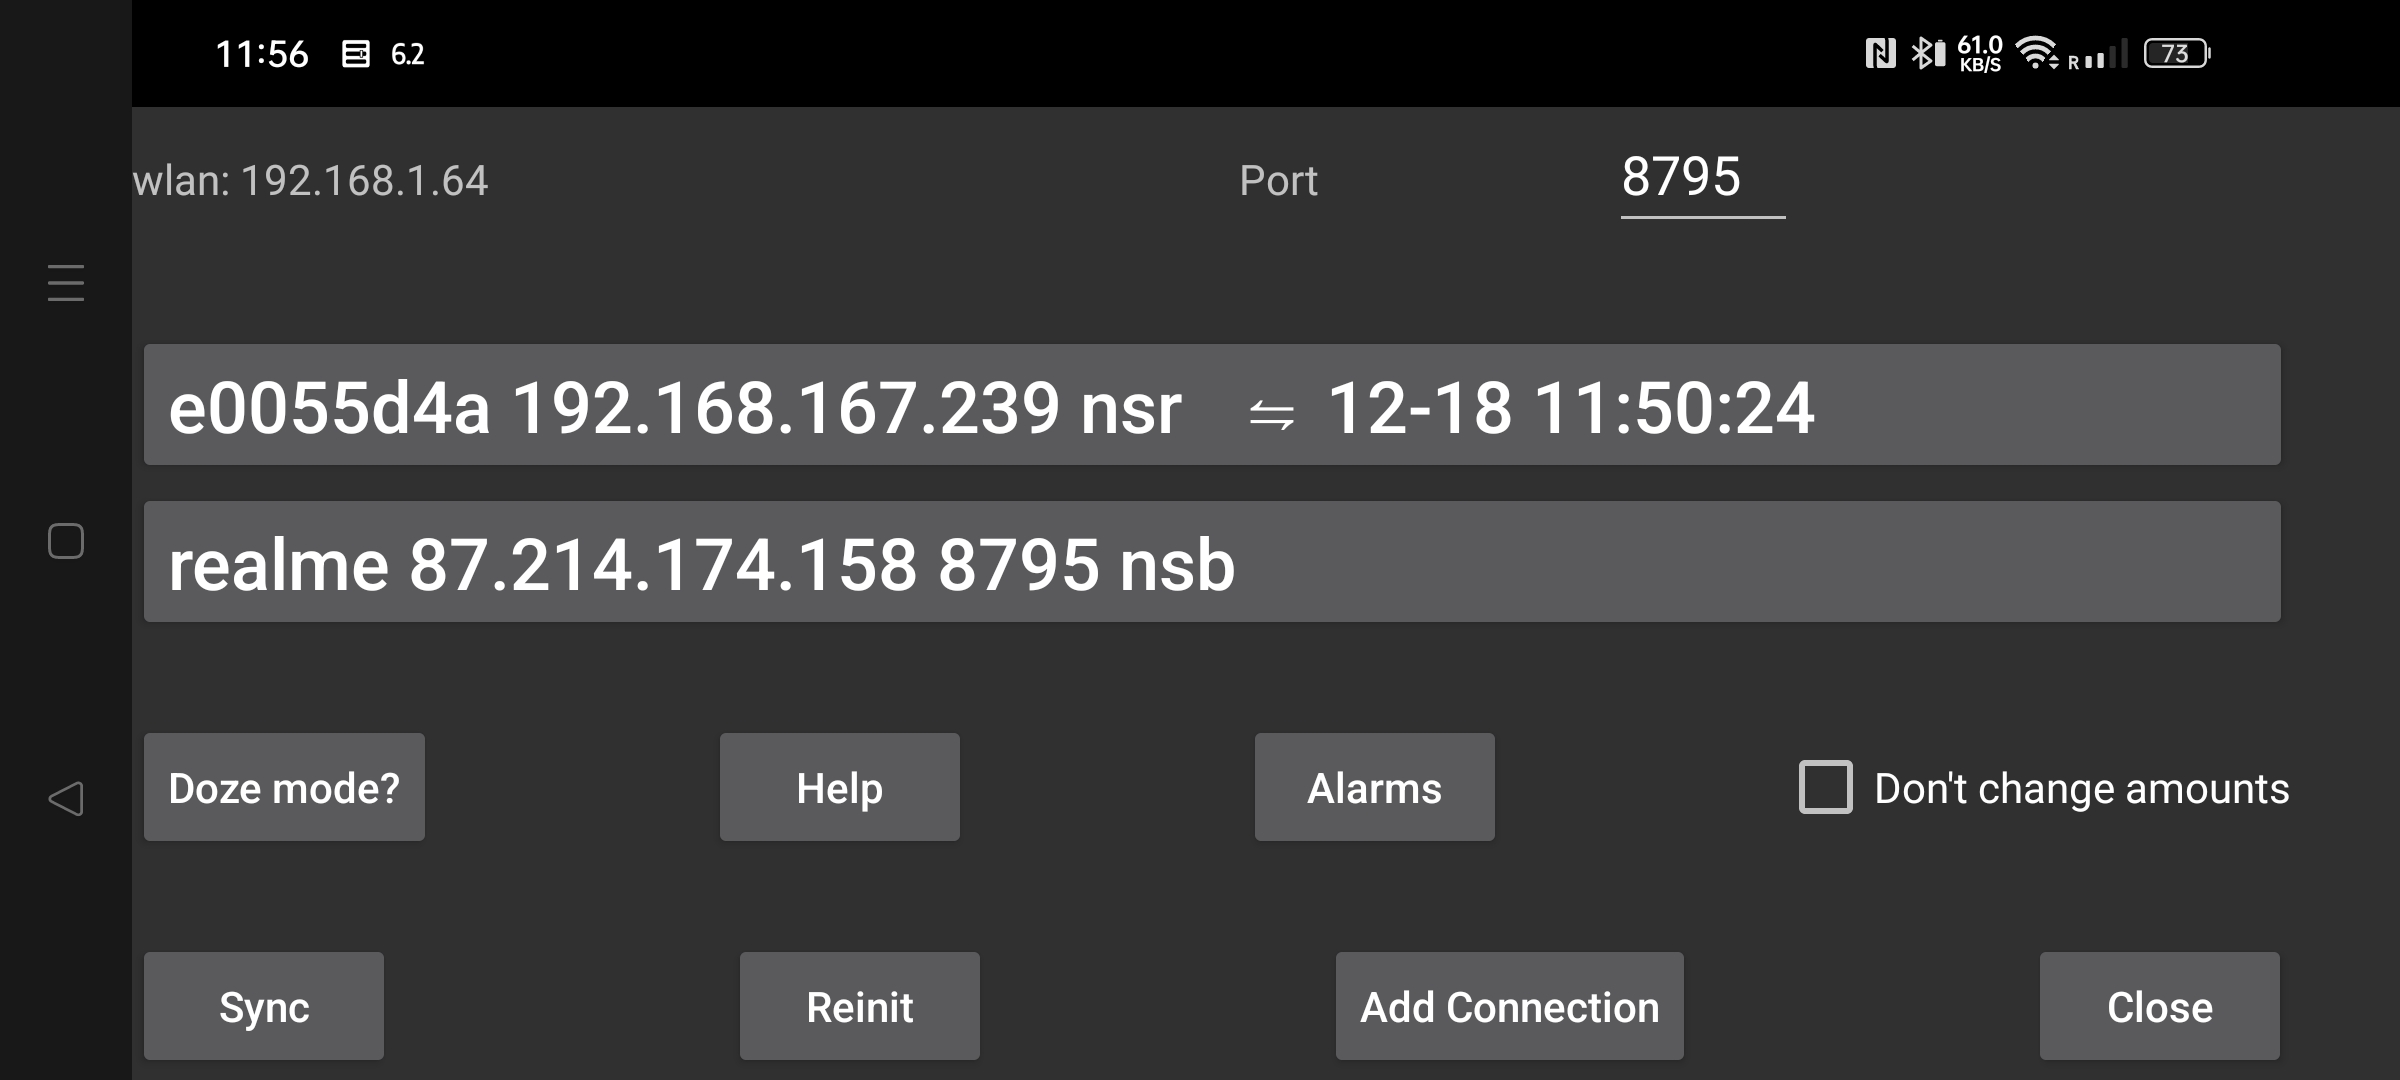 11:56 6.2 61.0 KB/S R 73
wlan: 192.168.1.64 Port 8795
e0055d4a 192.168.167.239 nsr ⇋ 12-18 11:50:24
realme 87.214.174.158 8795 nsb
Doze mode? Help Alarms Don't change amounts
Sync Reinit Add Connection Close